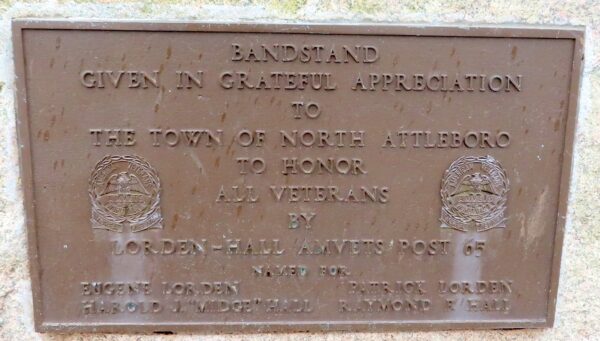 BANDSTAND
GIVEN IN GRATEFUL APPRECIATION
TO
THE TOWN OF NORTH ATTLEBORO
TO HONOR
ALL VETERANS
BY
LORDEN-HALL "AMVETS" POST 65
NAMED FOR
EUGENE LORDEN PATRICK LORDEN
HAROLD J. "MIDGE" HALL RAYMOND F. HALL